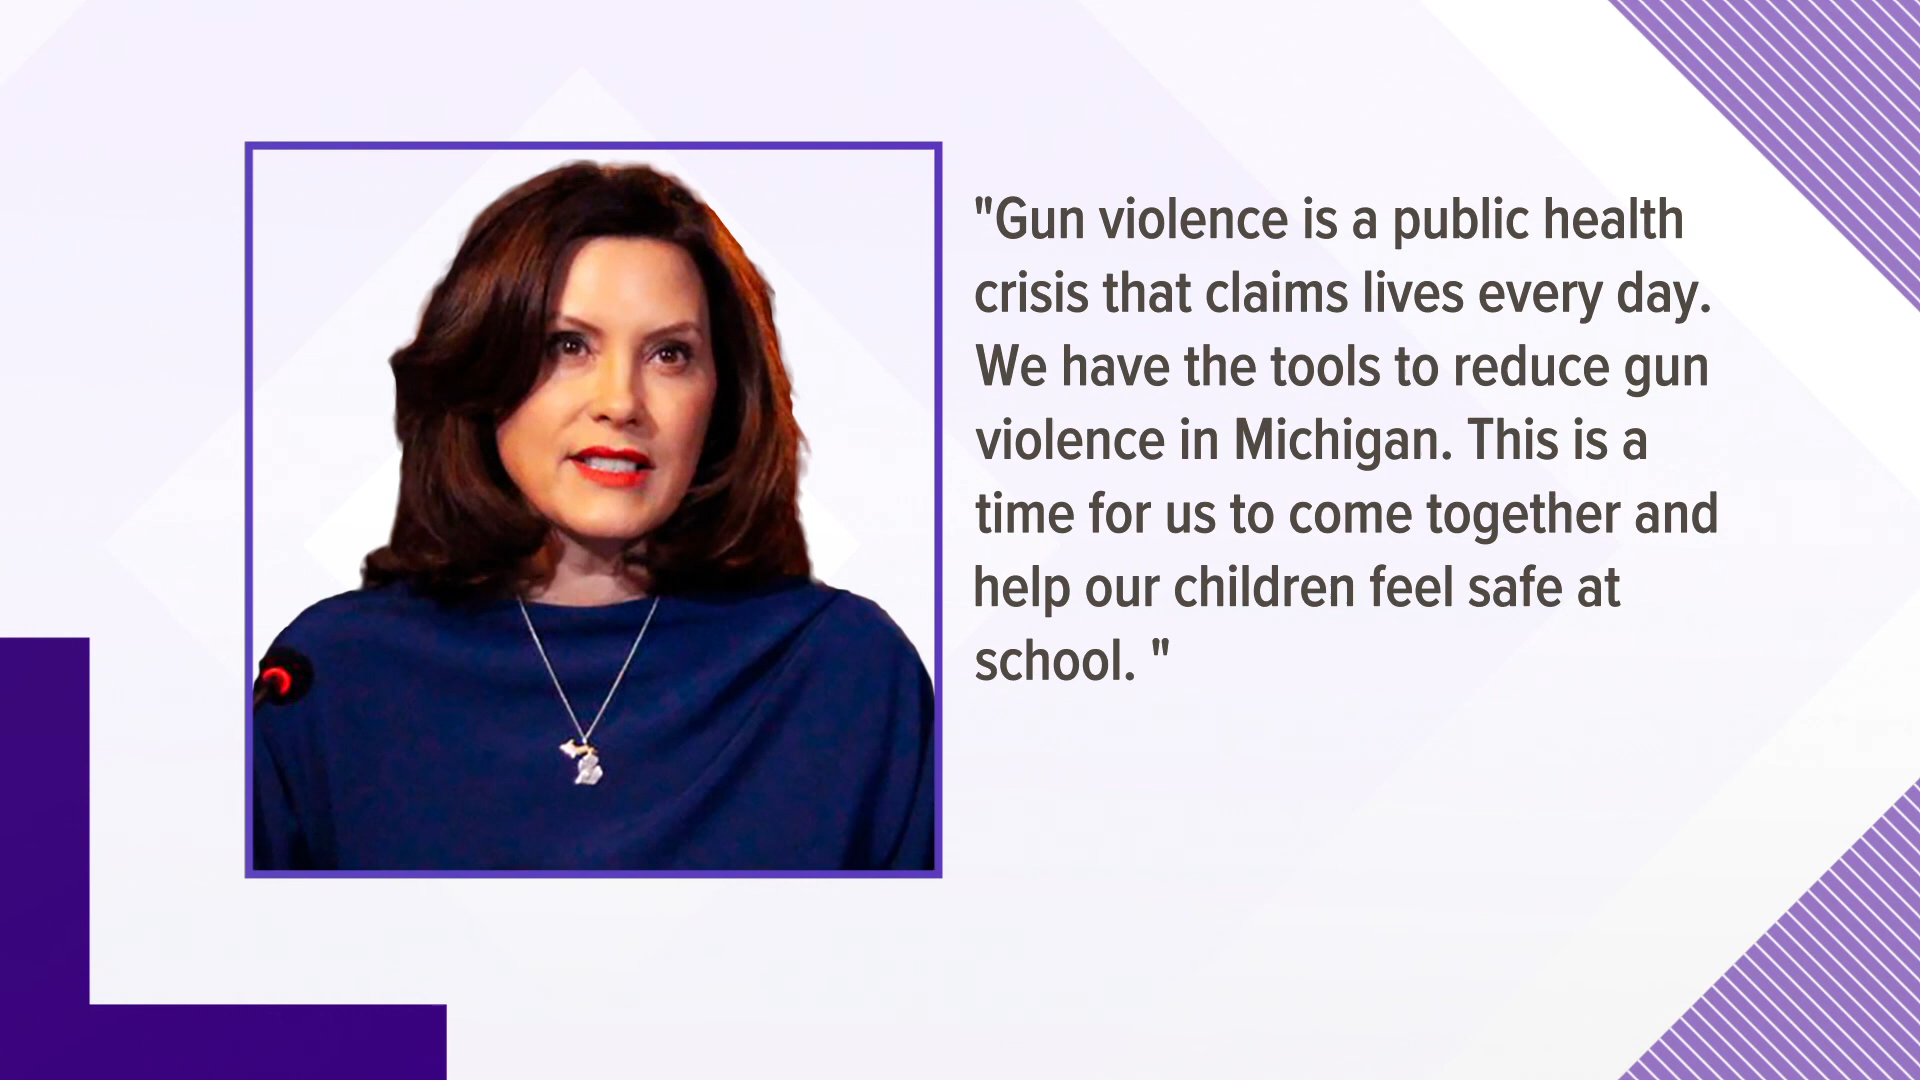 "Gun violence is a public health
crisis that claims lives every day.
We have the tools to reduce gun
violence in Michigan. This is a
time for us to come together and
help our children feel safe at
school. "